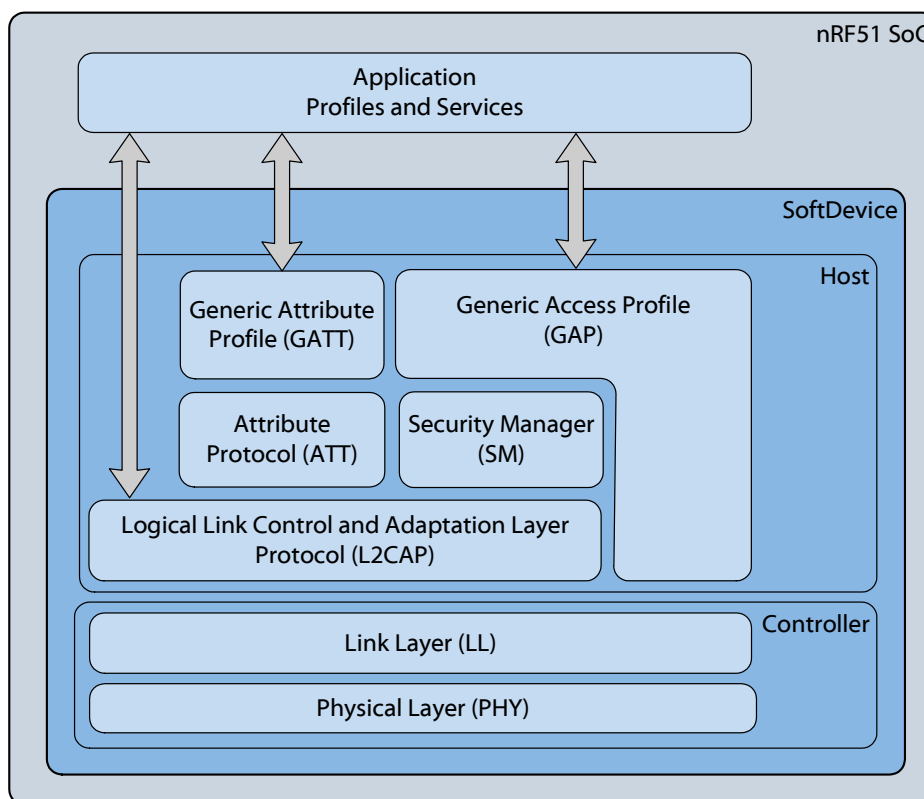 nRF51 SoC
Application
Profiles and Services
SoftDevice
Host
Generic Attribute
Profile (GATT)
Generic Access Profile
(GAP)
Attribute
Protocol (ATT)
Security Manager
(SM)
Logical Link Control and Adaptation Layer
Protocol (L2CAP)
Controller
Link Layer (LL)
Physical Layer (PHY)